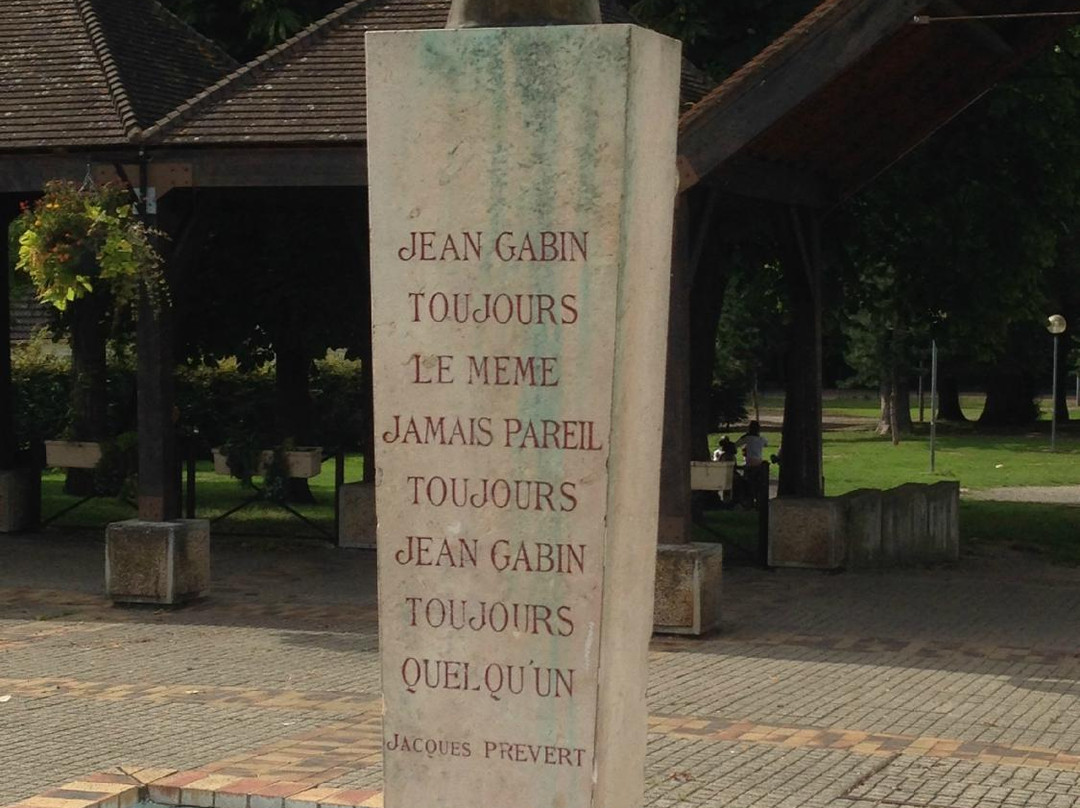 JEAN GABIN
TOUJOURS
LE MEME
JAMAIS PAREIL
TOUJOURS
JEAN GABIN
TOUJOURS
QUELQU'UN
JACQUES PREVERT